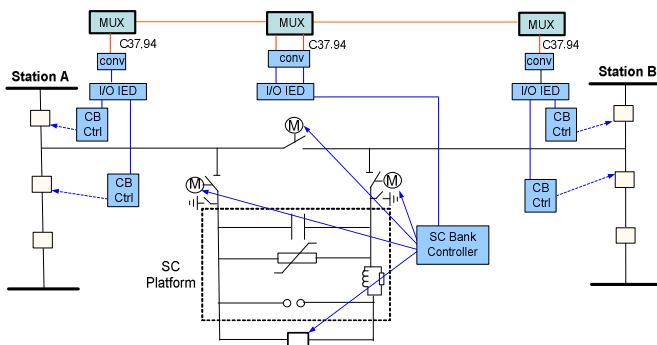 MUX
MUX
MUX
C37.94
C37.94
C37.94
conv
conv
conv
Station A
Station B
I/O IED
I/O IED
I/O IED
CB
Ctrl
CB
Ctrl
M
CB
Ctrl
CB
Ctrl
M
M
SC Bank
Controller
SC
Platform